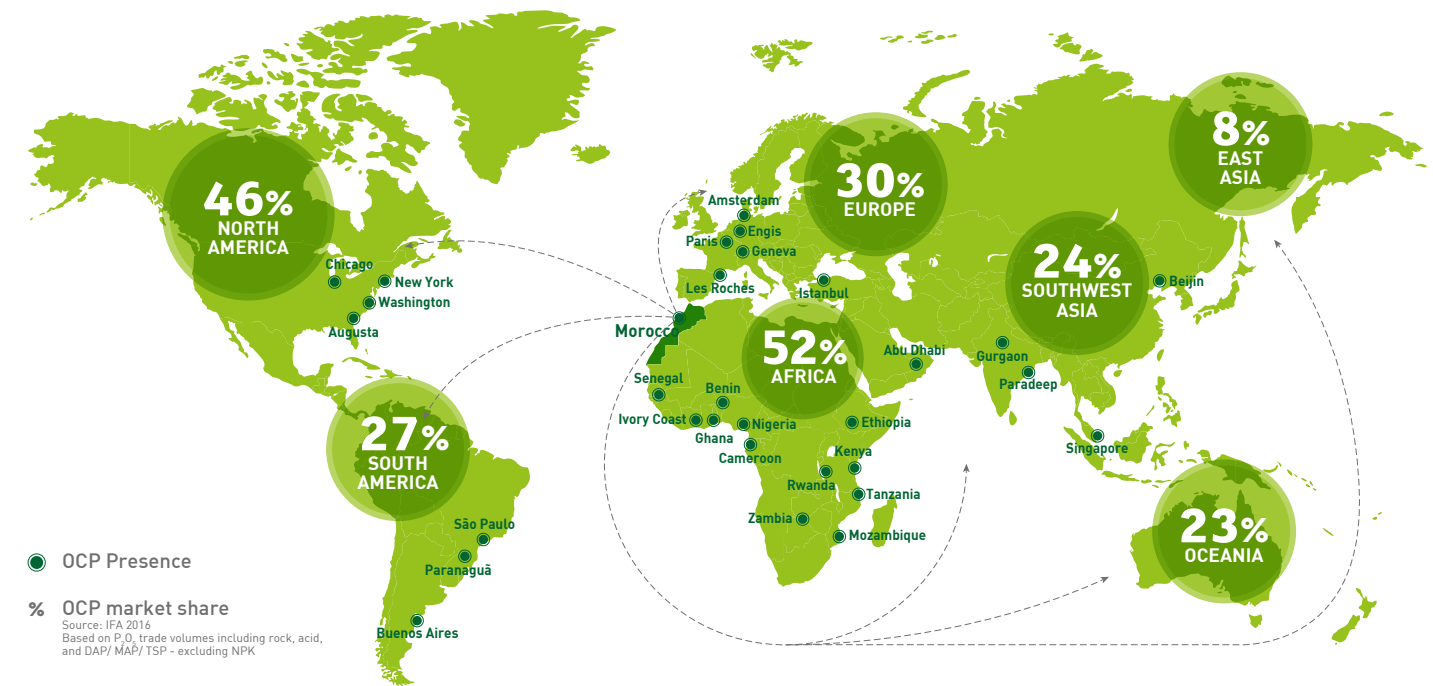 46%
NORTH
AMERICA
Chicago
New York
Washington
Augusta
27%
SOUTH
AMERICA
São Paulo
Paranaguã
Buenos Aires
30%
EUROPE
Amsterdam
Engis
Paris
Geneva
Les Roches
Istanbul
Morocco
52%
AFRICA
Senegal
Benin
Ivory Coast
Ghana
Nigeria
Cameroon
Ethiopia
Kenya
Rwanda
Tanzania
Zambia
Mozambique
Abu Dhabi
8%
EAST
ASIA
24%
SOUTHWEST
ASIA
Beijin
Gurgaon
Paradeep
Singapore
23%
OCEANIA
OCP Presence
% OCP market share
Source: IFA 2016
Based on P₂O₅ trade volumes including rock, acid,
and DAP/ MAP/ TSP - excluding NPK